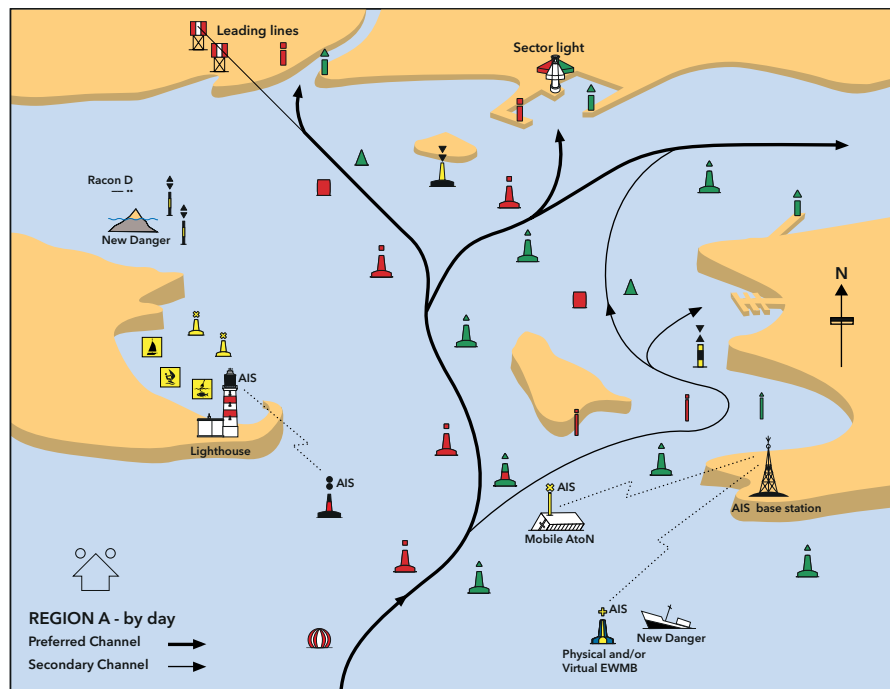 Leading lines
Sector light
Racon D
New Danger
N
AIS
Lighthouse
AIS
AIS
AIS base station
Mobile AtoN
REGION A - by day
Preferred Channel
Secondary Channel
AIS
New Danger
Physical and/or
Virtual EWMB